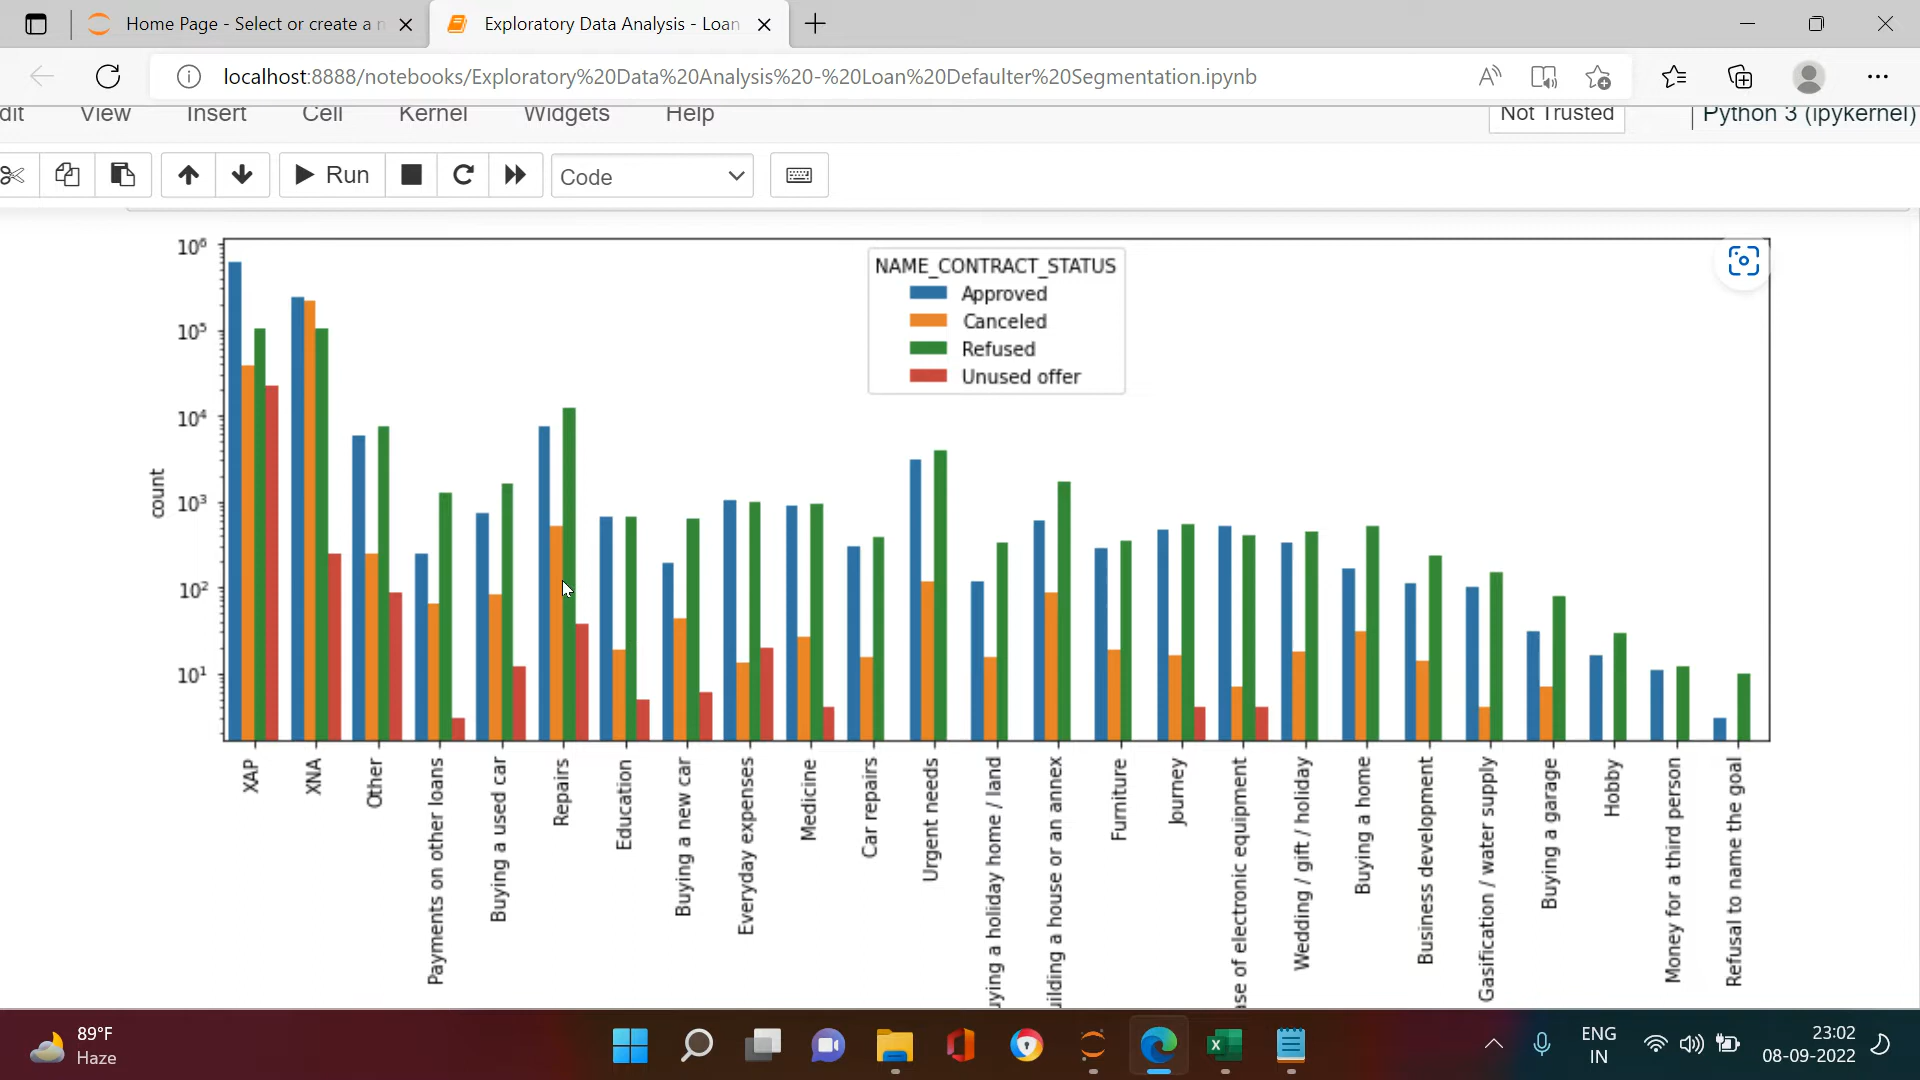 Home Page - Select or create a n
Exploratory Data Analysis - Loan
localhost:8888/notebooks/Exploratory%20Data%20Analysis%20-%20Loan%20Defaulter%20Segmentation.ipynb
dit View Insert Cell Kernel Widgets Help
Not Trusted
Python 3 (ipykernel)
Run
Code
NAME_CONTRACT_STATUS
Approved
Canceled
Refused
Unused offer
count
10⁶
10⁵
10⁴
10³
10²
10¹
XAP
XNA
Other
Payments on other loans
Buying a used car
Repairs
Education
Buying a new car
Everyday expenses
Medicine
Car repairs
Urgent needs
uying a holiday home / land
uilding a house or an annex
Furniture
Journey
ase of electronic equipment
Wedding / gift / holiday
Buying a home
Business development
Gasification / water supply
Buying a garage
Hobby
Money for a third person
Refusal to name the goal
89°F
Haze
ENG
IN
23:02
08-09-2022